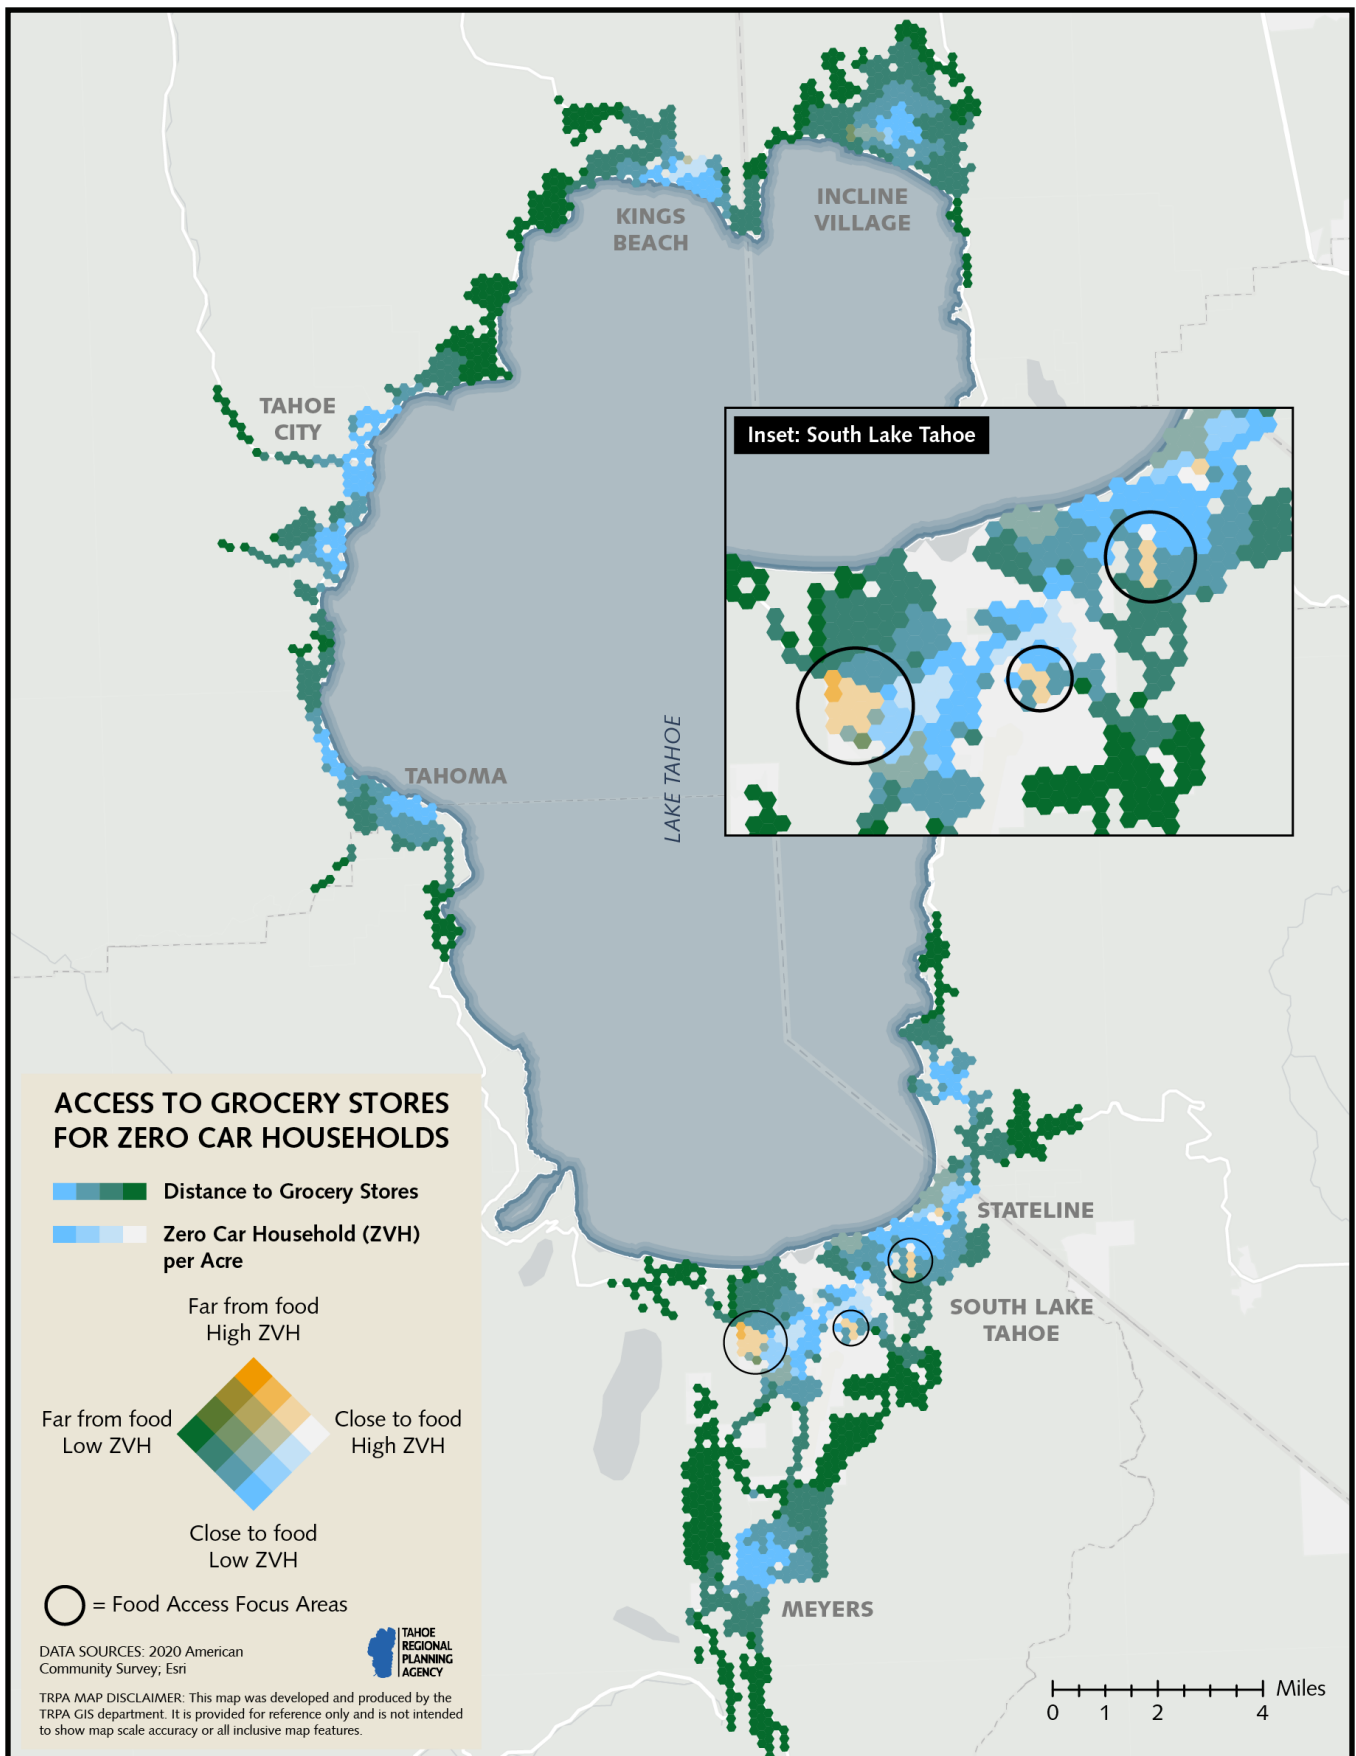 INCLINE
VILLAGE
KINGS
BEACH
TAHOE
CITY
Inset: South Lake Tahoe
TAHOMA
LAKE TAHOE
STATELINE
SOUTH LAKE
TAHOE
MEYERS
ACCESS TO GROCERY STORES
FOR ZERO CAR HOUSEHOLDS
Distance to Grocery Stores
Zero Car Household (ZVH)
per Acre
Far from food
High ZVH
Far from food
Low ZVH
Close to food
High ZVH
Close to food
Low ZVH
= Food Access Focus Areas
DATA SOURCES: 2020 American
Community Survey; Esri
TAHOE
REGIONAL
PLANNING
AGENCY
TRPA MAP DISCLAIMER: This map was developed and produced by the
TRPA GIS department. It is provided for reference only and is not intended
to show map scale accuracy or all inclusive map features.
Miles
0 1 2 4